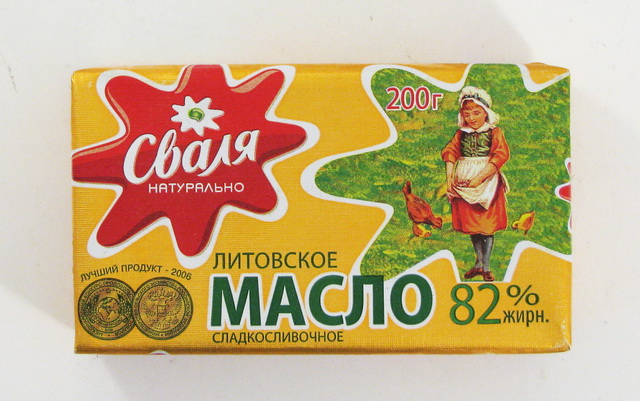 Сваля
НАТУРАЛЬНО
200г
ЛУЧШИЙ ПРОДУКТ - 2006
ЛИТОВСКОЕ
МАСЛО
СЛАДКОСЛИВОЧНОЕ
82%
жирн.